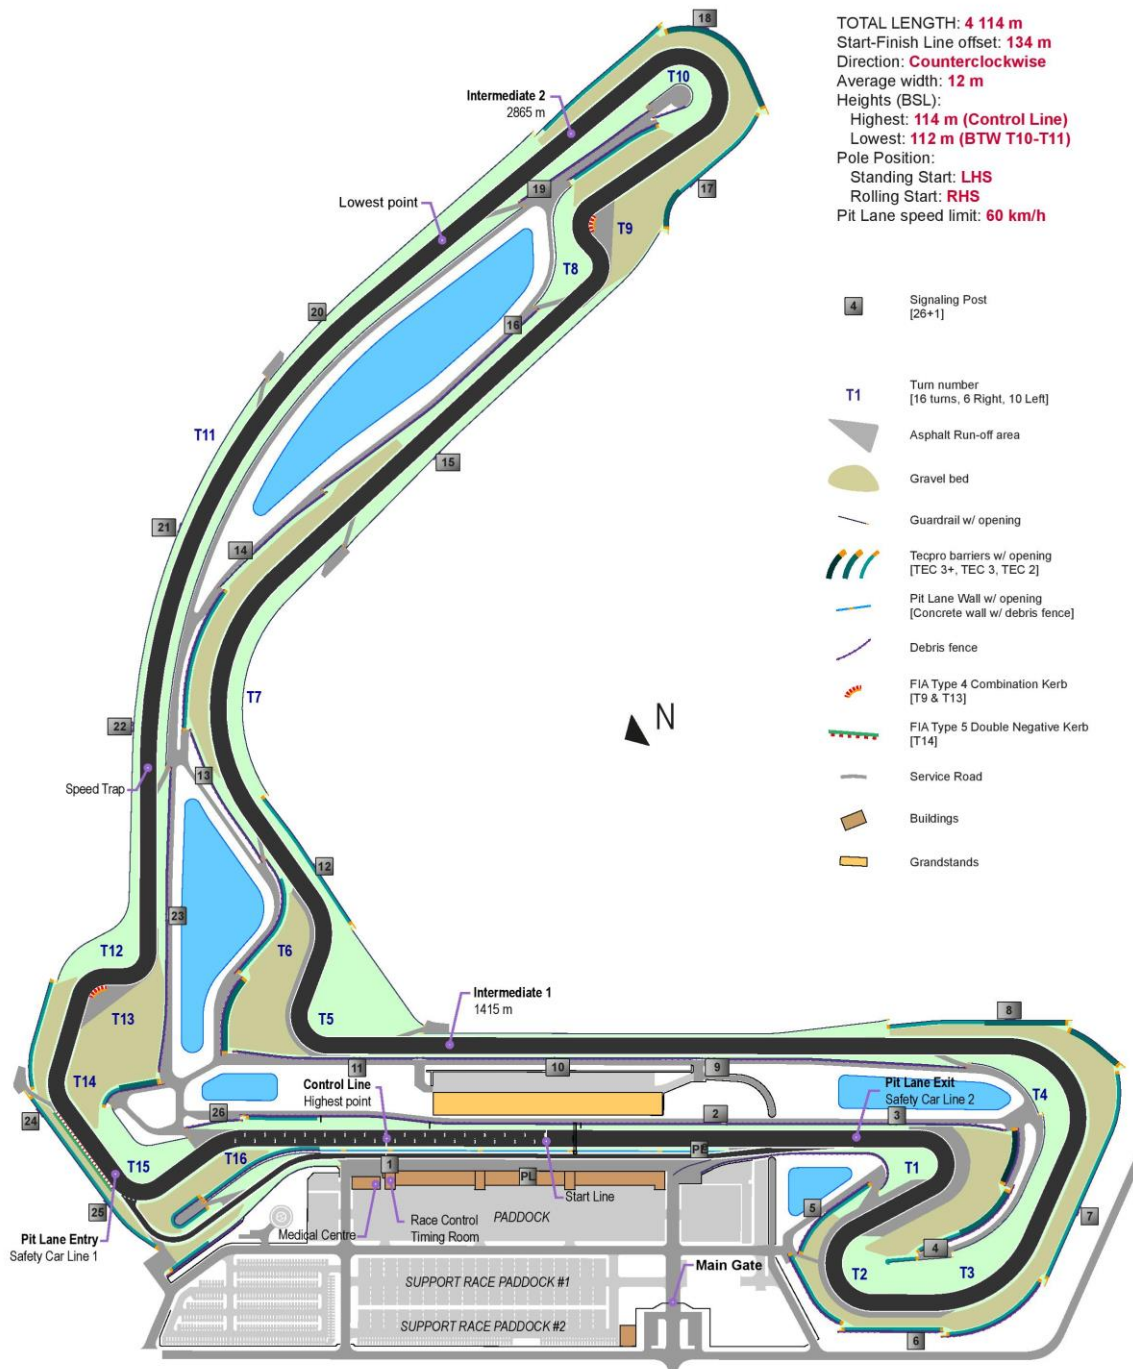 TOTAL LENGTH: 4 114 m
Start-Finish Line offset: 134 m
Direction: Counterclockwise
Average width: 12 m
Heights (BSL):
Highest: 114 m (Control Line)
Lowest: 112 m (BTW T10-T11)
Pole Position:
Standing Start: LHS
Rolling Start: RHS
Pit Lane speed limit: 60 km/h
4
Signaling Post
[26+1]
T1
Turn number
[16 turns, 6 Right, 10 Left]
Asphalt Run-off area
Gravel bed
Guardrail w/ opening
Tecpro barriers w/ opening
[TEC 3+, TEC 3, TEC 2]
Pit Lane Wall w/ opening
[Concrete wall w/ debris fence]
Debris fence
FIA Type 4 Combination Kerb
[T9 & T13]
FIA Type 5 Double Negative Kerb
[T14]
Service Road
Buildings
Grandstands
18
T10
Intermediate 2
2865 m
19
17
Lowest point
T9
T8
20
16
T11
15
21
14
T7
N
22
13
Speed Trap
12
23
T12
T6
T13
Intermediate 1
1415 m
T5
8
11
10
9
T14
Control Line
Highest point
Pit Lane Exit
Safety Car Line 2
T4
24
26
2
3
T15
T16
1
PL
PE
Start Line
T1
25
Pit Lane Entry
Safety Car Line 1
Medical Centre
Race Control
Timing Room
PADDOCK
5
7
4
Main Gate
T2
T3
SUPPORT RACE PADDOCK #1
SUPPORT RACE PADDOCK #2
6